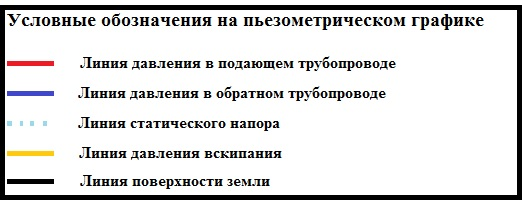 Условные обозначения на пьезометрическом графике
Линия давления в подающем трубопроводе
Линия давления в обратном трубопроводе
Линия статического напора
Линия давления вскипания
Линия поверхности земли